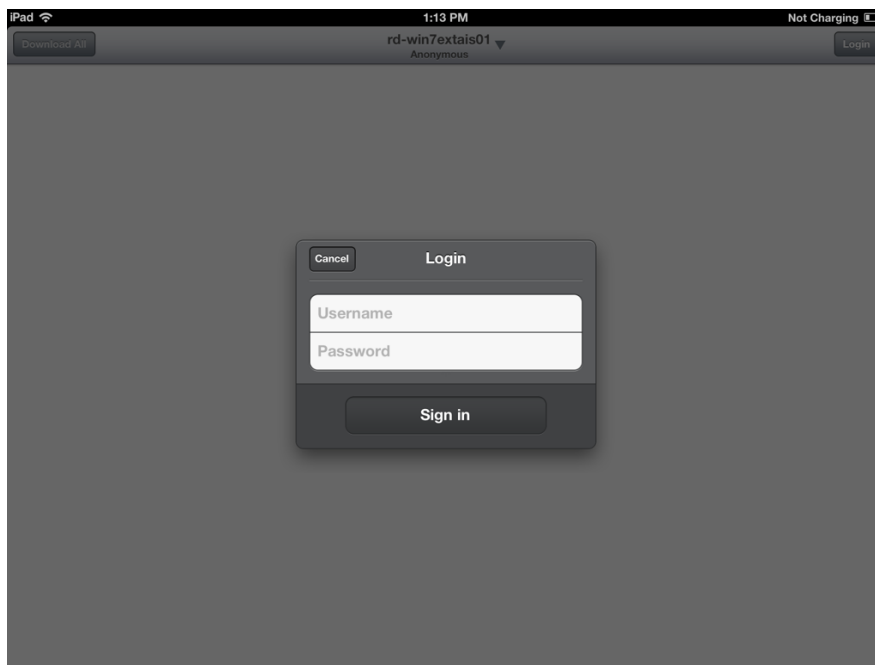 iPad 1:13 PM Not Charging
Download All rd-win7extais01 Login
Anonymous
Cancel Login
Username
Password
Sign in